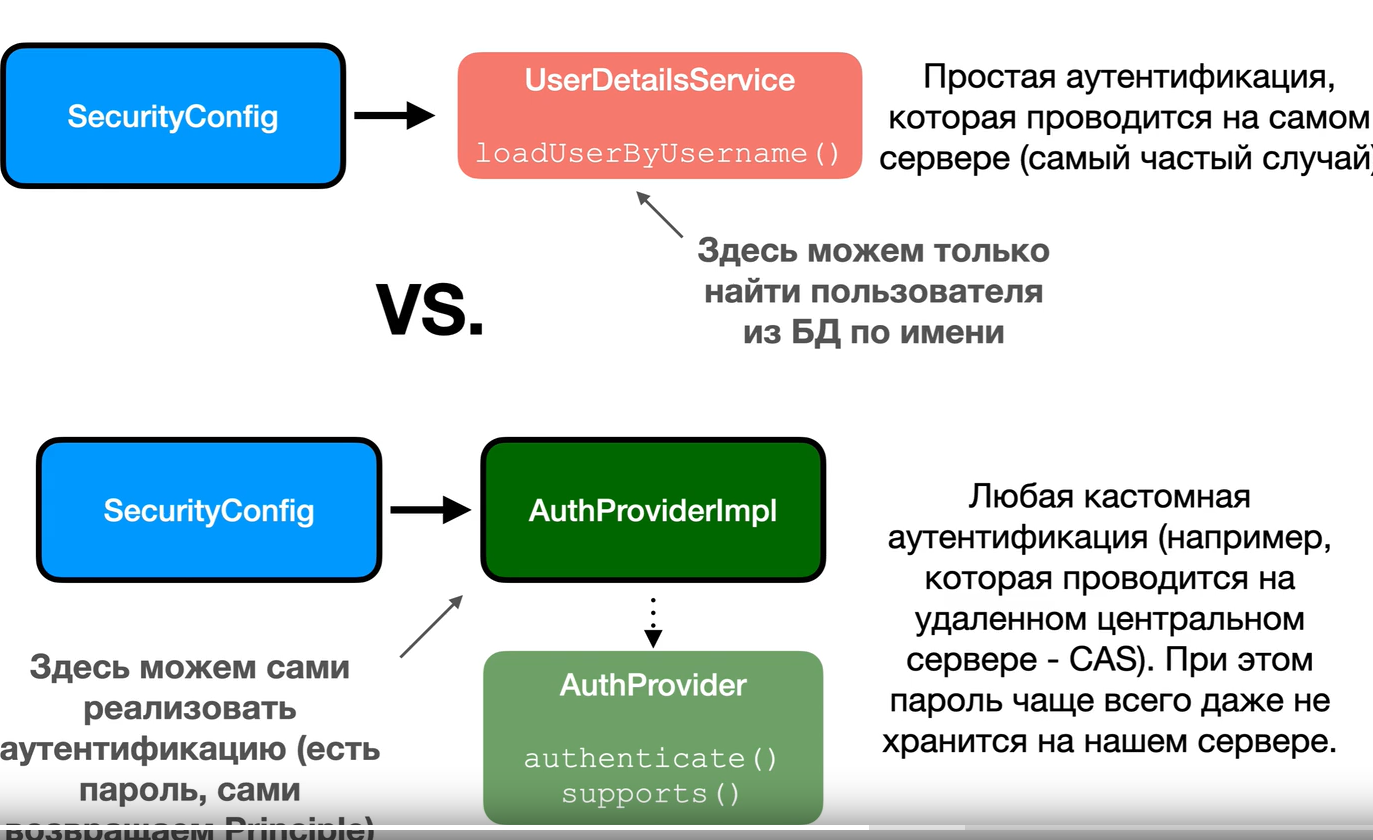 SecurityConfig
UserDetailsService
loadUserByUsername()
Простая аутентификация,
которая проводится на самом
сервере (самый частый случай)
Здесь можем только
найти пользователя
из БД по имени
VS.
SecurityConfig
AuthProviderImpl
AuthProvider
authenticate()
supports()
Здесь можем сами
реализовать
аутентификацию (есть
пароль, сами
возвращаем Principle)
Любая кастомная
аутентификация (например,
которая проводится на
удаленном центральном
сервере - CAS). При этом
пароль чаще всего даже не
хранится на нашем сервере.